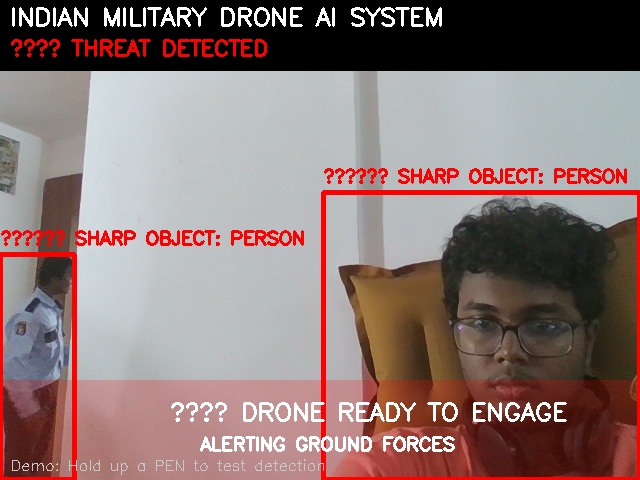 INDIAN MILITARY DRONE AI SYSTEM
???? THREAT DETECTED
?????? SHARP OBJECT: PERSON
?????? SHARP OBJECT: PERSON
???? DRONE READY TO ENGAGE
ALERTING GROUND FORCES
Demo: Hold up a PEN to test detection